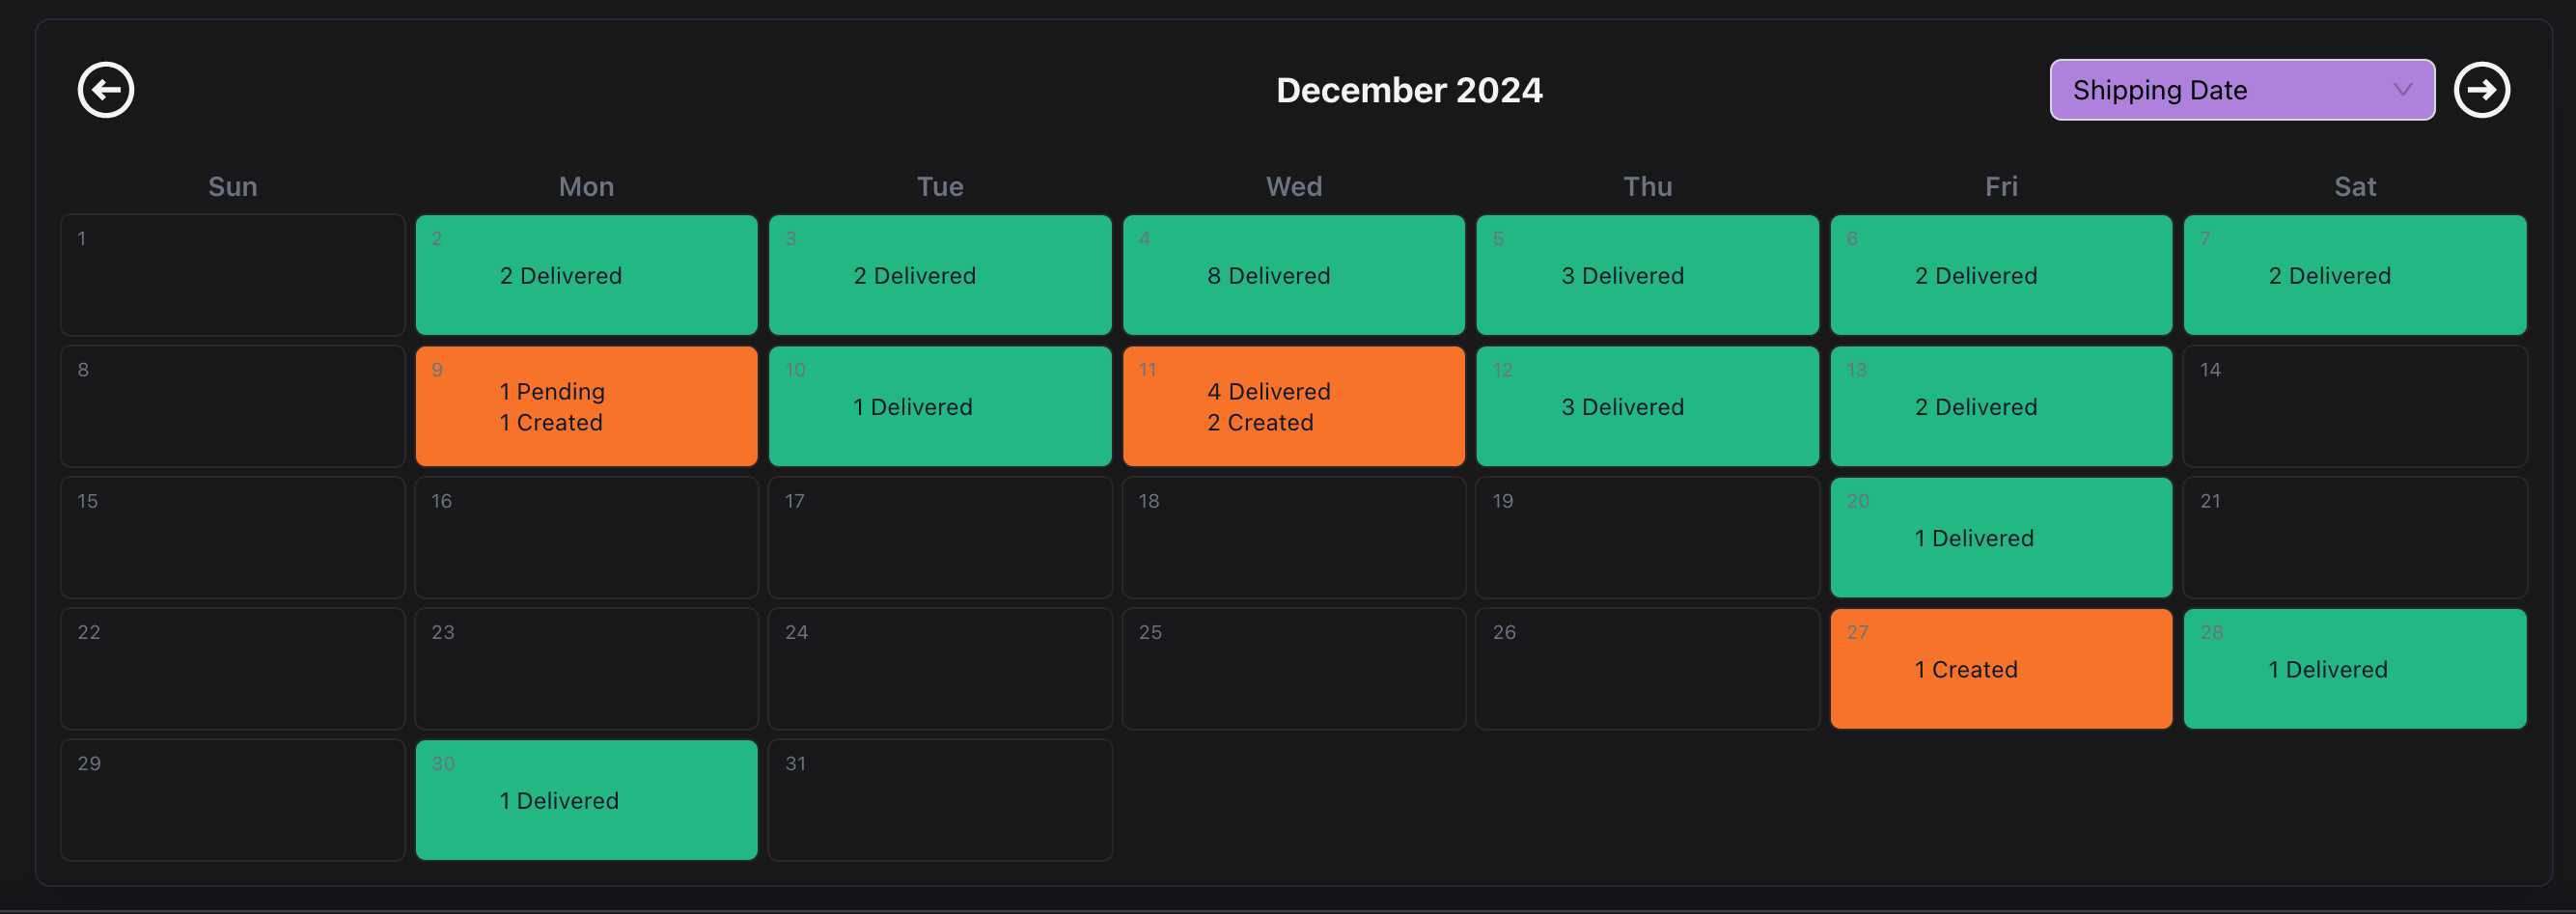 December 2024
Shipping Date
Sun Mon Tue Wed Thu Fri Sat
1
2
2 Delivered
3
2 Delivered
4
8 Delivered
5
3 Delivered
6
2 Delivered
7
2 Delivered
8
9
1 Pending
1 Created
10
1 Delivered
11
4 Delivered
2 Created
12
3 Delivered
13
2 Delivered
14
15
16
17
18
19
20
1 Delivered
21
22
23
24
25
26
27
1 Created
28
1 Delivered
29
30
1 Delivered
31